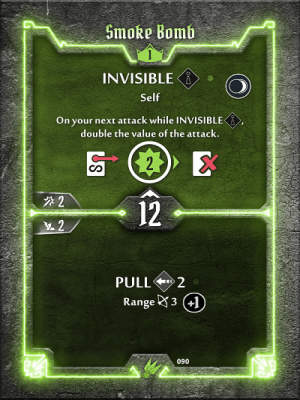 Smoke Bomb
1
INVISIBLE
Self
On your next attack while INVISIBLE ,
double the value of the attack.
S 2
2
12
2
PULL 2
Range 3 +1
090